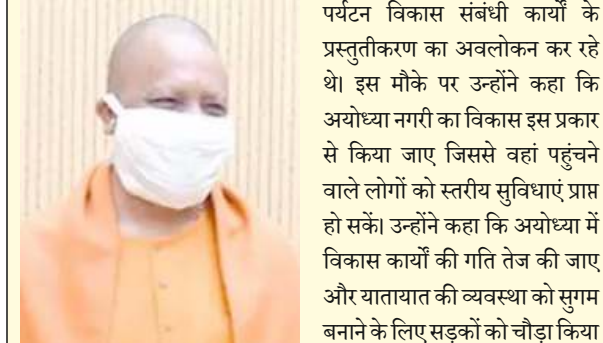 पर्यटन विकास संबंधी कार्यों के
प्रस्तुतीकरण का अवलोकन कर रहे
थे। इस मौके पर उन्होंने कहा कि
अयोध्या नगरी का विकास इस प्रकार
से किया जाए जिससे वहां पहुंचने
वाले लोगों को स्तरीय सुविधाएं प्राप्त
हो सकें। उन्होंने कहा कि अयोध्या में
विकास कार्यों की गति तेज की जाए
और यातायात की व्यवस्था को सुगम
बनाने के लिए सड़कों को चौड़ा किया